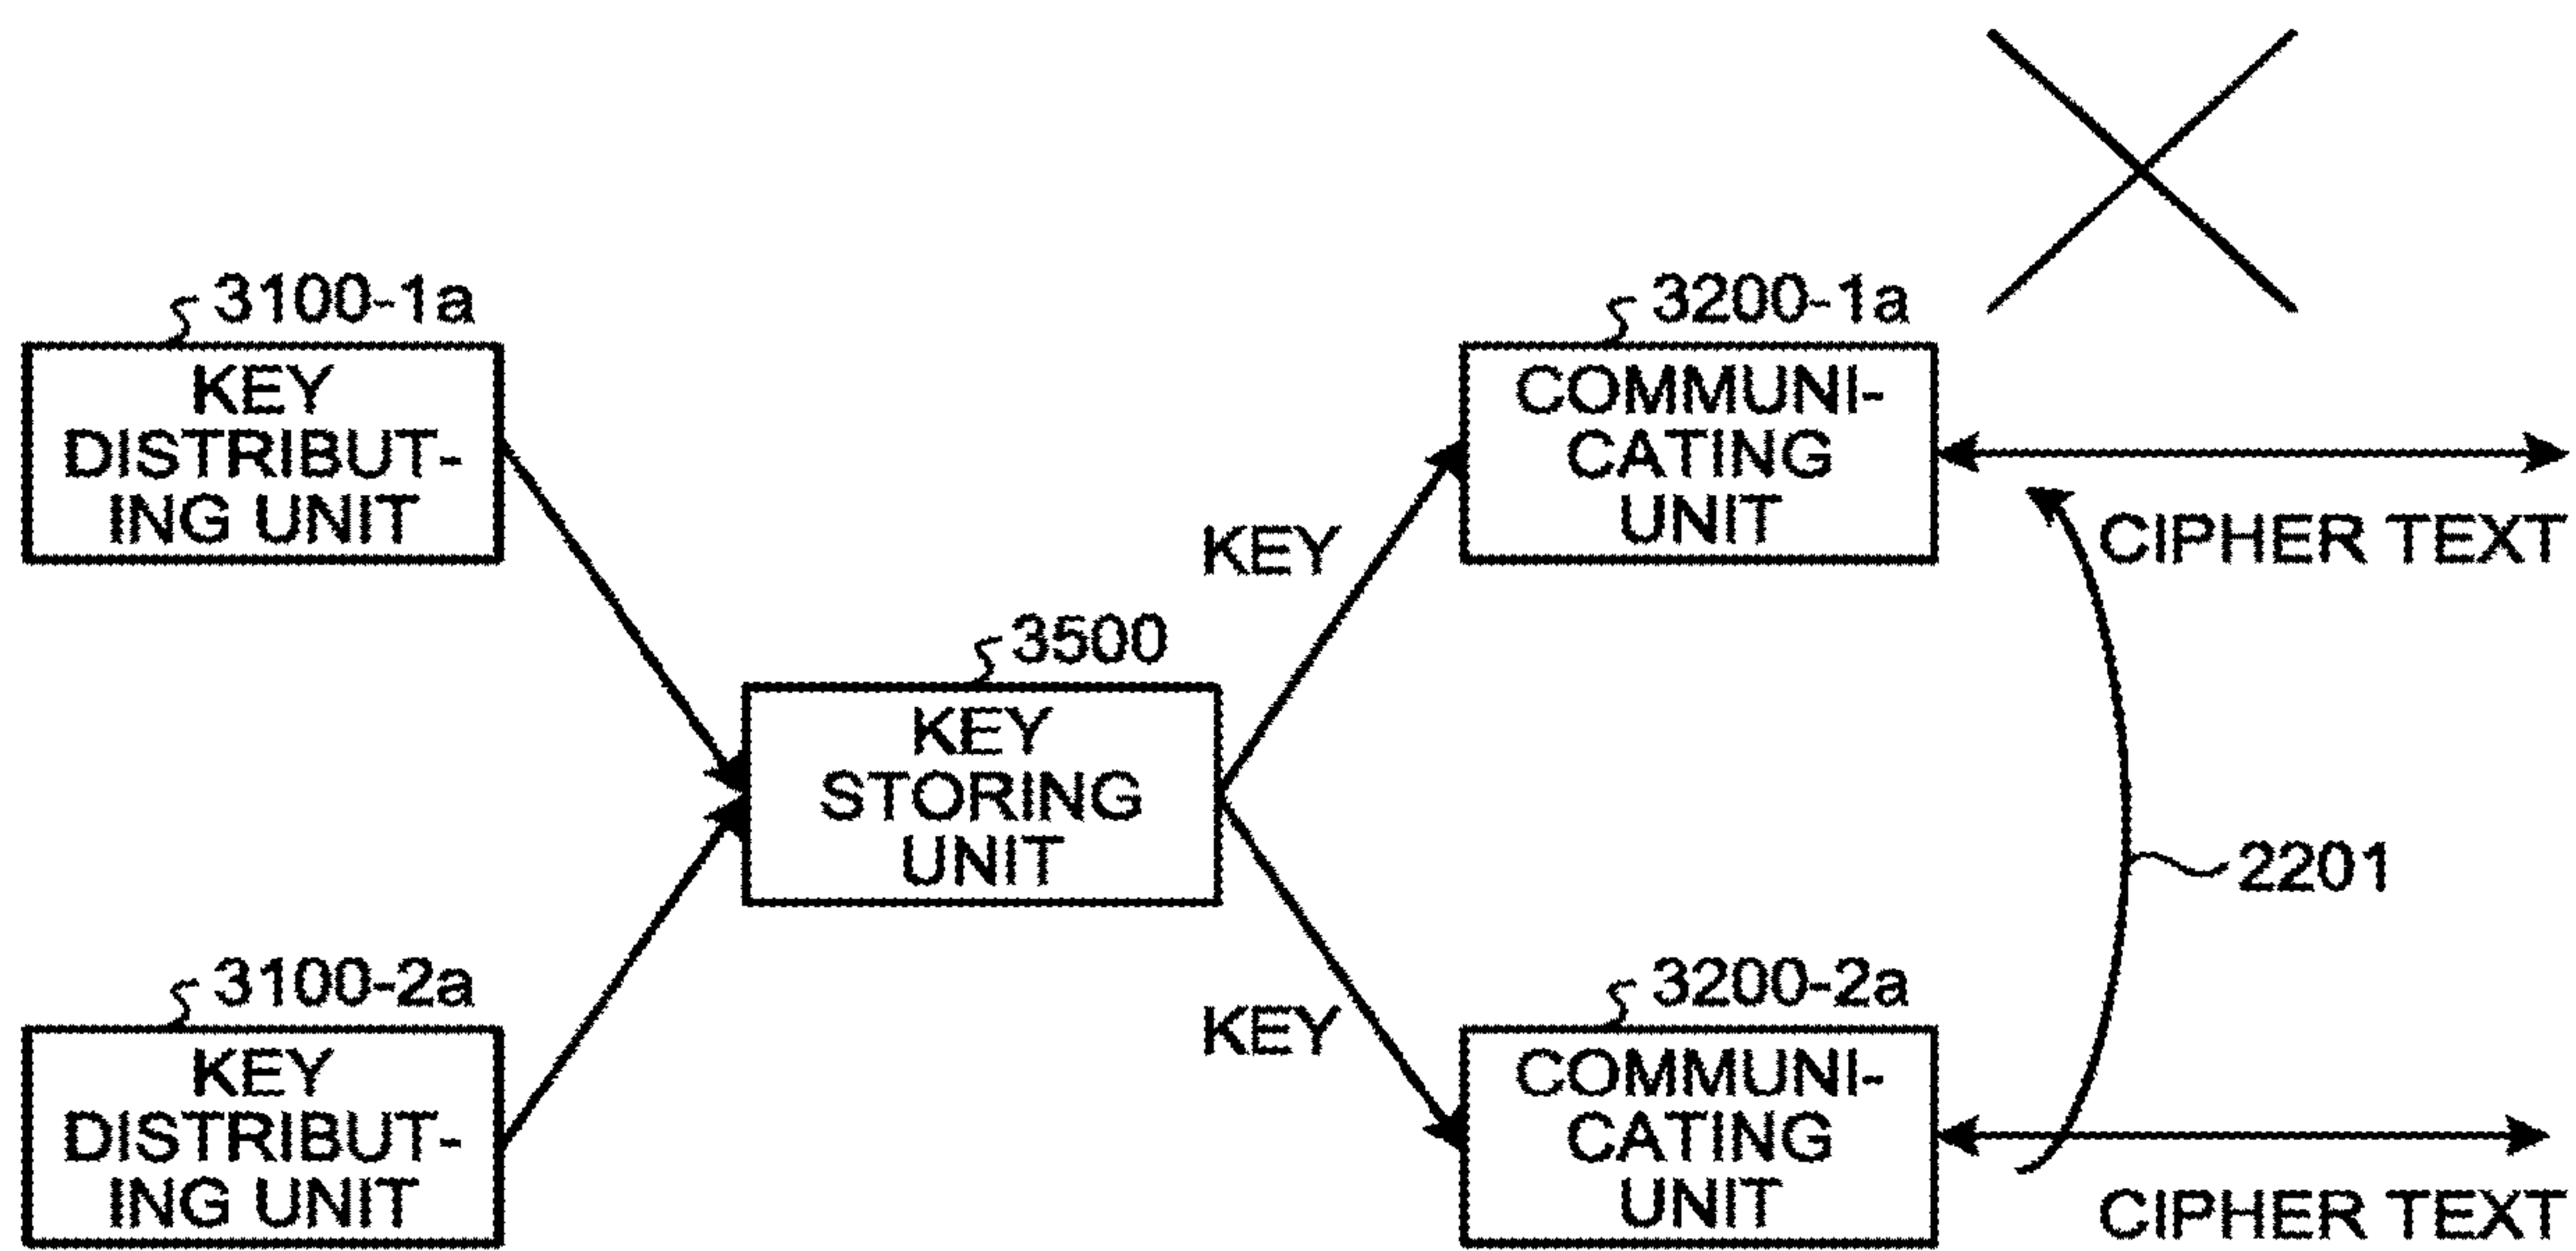 3100-1a
KEY
DISTRIBUT-
ING UNIT
3200-1a
COMMUNI-
CATING
UNIT
CIPHER TEXT
KEY
3500
KEY
STORING
UNIT
2201
3100-2a
KEY
DISTRIBUT-
ING UNIT
KEY
3200-2a
COMMUNI-
CATING
UNIT
CIPHER TEXT